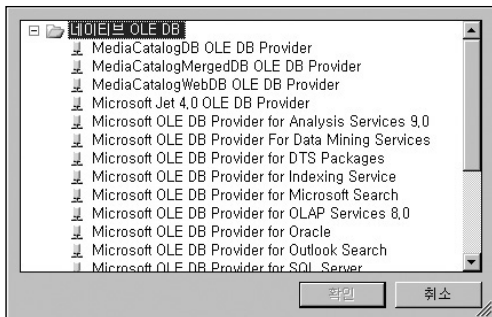 네이티브 OLE DB
MediaCatalogDB OLE DB Provider
MediaCatalogMergedDB OLE DB Provider
MediaCatalogWebDB OLE DB Provider
Microsoft Jet 4.0 OLE DB Provider
Microsoft OLE DB Provider for Analysis Services 9.0
Microsoft OLE DB Provider For Data Mining Services
Microsoft OLE DB Provider for DTS Packages
Microsoft OLE DB Provider for Indexing Service
Microsoft OLE DB Provider for Microsoft Search
Microsoft OLE DB Provider for OLAP Services 8.0
Microsoft OLE DB Provider for Oracle
Microsoft OLE DB Provider for Outlook Search
Microsoft OLE DB Provider for SQL Server
확인
취소